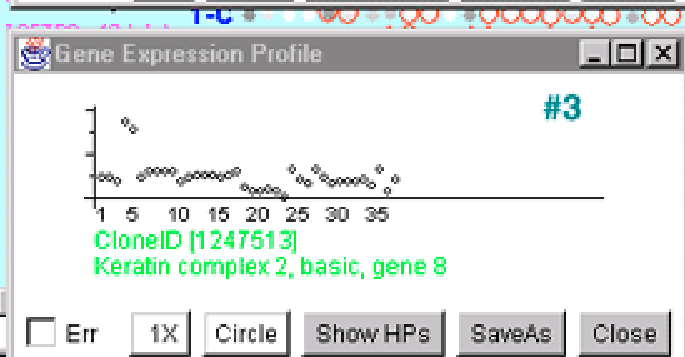 1-C
Gene Expression Profile
#3
1 5 10 15 20 25 30 35
CloneID [1247513]
Keratin complex 2, basic, gene 8
Err 1X Circle Show HPs SaveAs Close